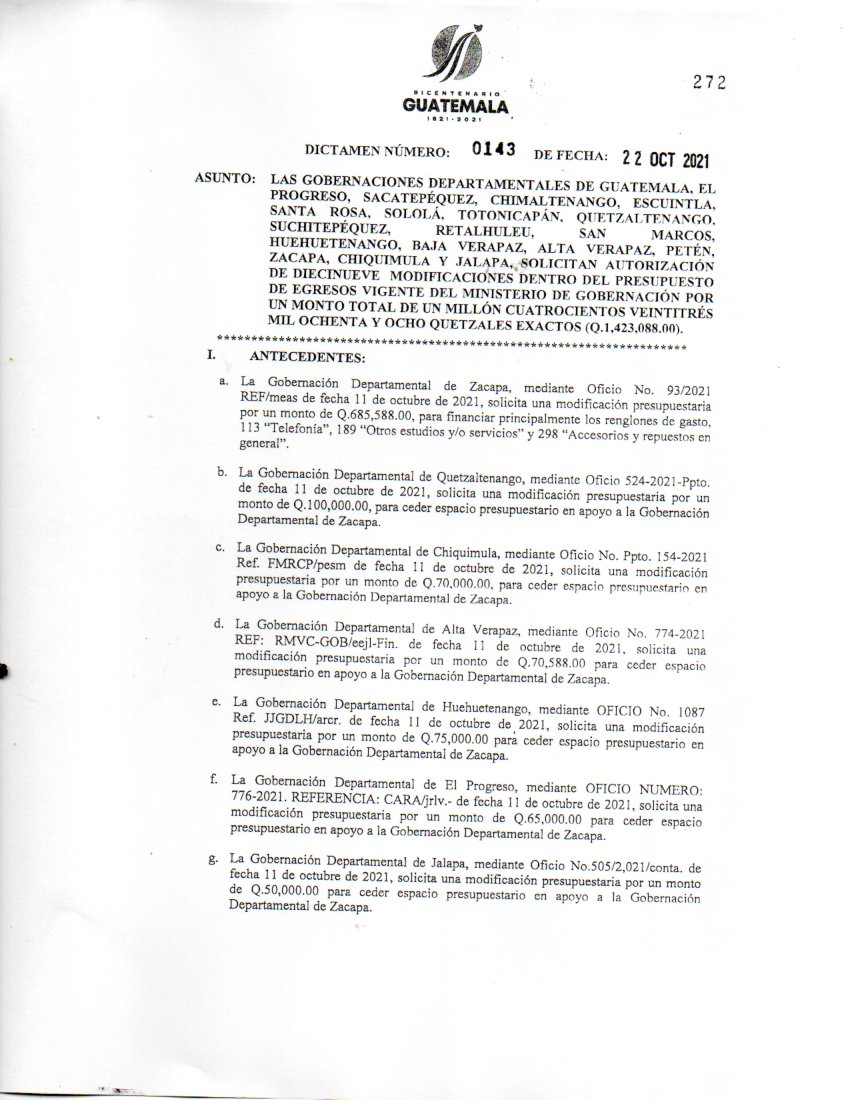 272
BICENTENARIO
GUATEMALA
1821-2021
DICTAMEN NÚMERO: 0143 DE FECHA: 22 OCT 2021
ASUNTO: LAS GOBERNACIONES DEPARTAMENTALES DE GUATEMALA, EL
PROGRESO, SACATEPÉQUEZ, CHIMALTENANGO, ESCUINTLA,
SANTA ROSA, SOLOLÁ, TOTONICAPÁN, QUETZALTENANGO,
SUCHITEPÉQUEZ, RETALHULEU, SAN MARCOS,
HUEHUETENANGO, BAJA VERAPAZ, ALTA VERAPAZ, PETÉN,
ZACAPA, CHIQUIMULA Y JALAPA, SOLICITAN AUTORIZACIÓN
DE DIECINUEVE MODIFICACIONES DENTRO DEL PRESUPUESTO
DE EGRESOS VIGENTE DEL MINISTERIO DE GOBERNACIÓN POR
UN MONTO TOTAL DE UN MILLÓN CUATROCIENTOS VEINTITRÉS
MIL OCHENTA Y OCHO QUETZALES EXACTOS (Q.1,423,088.00).
**********************************************************************
I. ANTECEDENTES:
a. La Gobernación Departamental de Zacapa, mediante Oficio No. 93/2021
REF/meas de fecha 11 de octubre de 2021, solicita una modificación presupuestaria
por un monto de Q.685,588.00, para financiar principalmente los renglones de gasto,
113 “Telefonía”, 189 “Otros estudios y/o servicios” y 298 “Accesorios y repuestos en
general”.
b. La Gobernación Departamental de Quetzaltenango, mediante Oficio 524-2021-Ppto.
de fecha 11 de octubre de 2021, solicita una modificación presupuestaria por un
monto de Q.100,000.00, para ceder espacio presupuestario en apoyo a la Gobernación
Departamental de Zacapa.
c. La Gobernación Departamental de Chiquimula, mediante Oficio No. Ppto. 154-2021
Ref. FMRCP/pesm de fecha 11 de octubre de 2021, solicita una modificación
presupuestaria por un monto de Q.70,000.00, para ceder espacio presupuestario en
apoyo a la Gobernación Departamental de Zacapa.
d. La Gobernación Departamental de Alta Verapaz, mediante Oficio No. 774-2021
REF: RMVC-GOB/eejl-Fin. de fecha 11 de octubre de 2021, solicita una
modificación presupuestaria por un monto de Q.70,588.00 para ceder espacio
presupuestario en apoyo a la Gobernación Departamental de Zacapa.
e. La Gobernación Departamental de Huehuetenango, mediante OFICIO No. 1087
Ref. JJGDLH/arcr. de fecha 11 de octubre de 2021, solicita una modificación
presupuestaria por un monto de Q.75,000.00 para ceder espacio presupuestario en
apoyo a la Gobernación Departamental de Zacapa.
f. La Gobernación Departamental de El Progreso, mediante OFICIO NUMERO:
776-2021. REFERENCIA: CARA/jrlv.- de fecha 11 de octubre de 2021, solicita una
modificación presupuestaria por un monto de Q.65,000.00 para ceder espacio
presupuestario en apoyo a la Gobernación Departamental de Zacapa.
g. La Gobernación Departamental de Jalapa, mediante Oficio No.505/2,021/conta. de
fecha 11 de octubre de 2021, solicita una modificación presupuestaria por un monto
de Q.50,000.00 para ceder espacio presupuestario en apoyo a la Gobernación
Departamental de Zacapa.